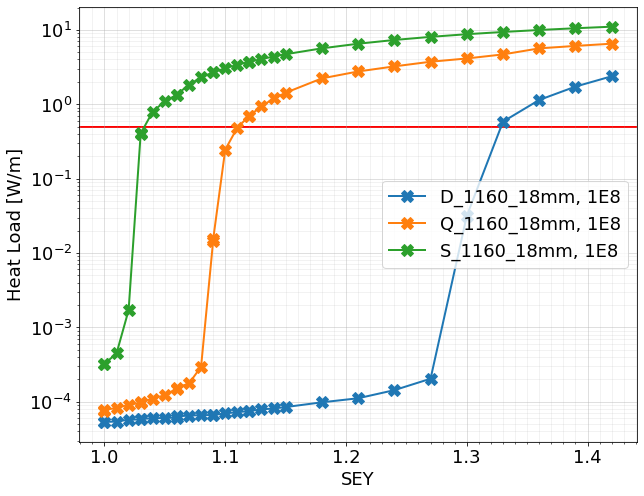 10¹
10⁰
10⁻¹
10⁻²
10⁻³
10⁻⁴
Heat Load [W/m]
D_1160_18mm, 1E8
Q_1160_18mm, 1E8
S_1160_18mm, 1E8
1.0 1.1 1.2 1.3 1.4
SEY